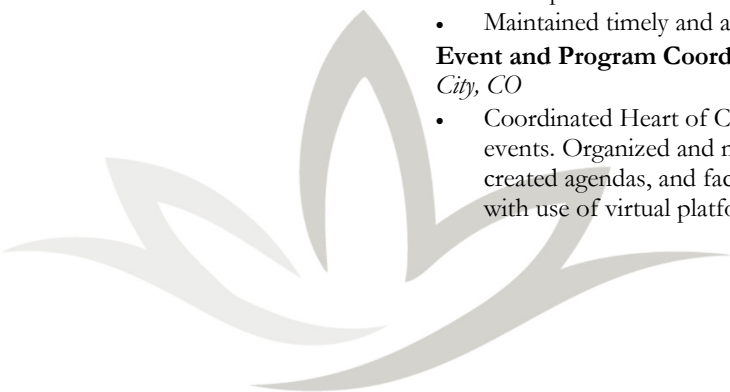 • Maintained timely and a
Event and Program Coord
City, CO
• Coordinated Heart of C
events. Organized and
created agendas, and fac
with use of virtual platfo